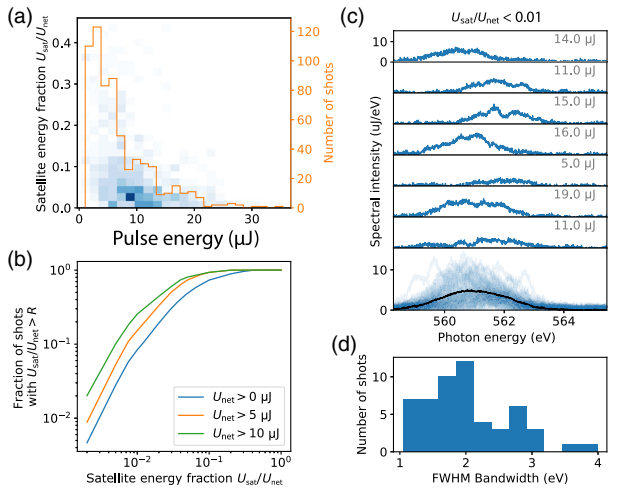 (a)
Satellite energy fraction U_sat/U_net
0.4
0.3
0.2
0.1
0.0
0 10 20 30
Pulse energy (μJ)
120
100
80
60
40
20
0
Number of shots
(b)
Fraction of shots
with U_sat/U_net > R
10⁰
10⁻¹
10⁻²
U_net > 0 μJ
U_net > 5 μJ
U_net > 10 μJ
10⁻² 10⁻¹ 10⁰
Satellite energy fraction U_sat/U_net
(c)
U_sat/U_net < 0.01
Spectral intensity (uJ/eV)
5
0
14.0 μJ
11.0 μJ
15.0 μJ
16.0 μJ
5.0 μJ
19.0 μJ
11.0 μJ
10
0
560 562 564
Photon energy (eV)
(d)
Number of shots
10
5
0
1 2 3 4
FWHM Bandwidth (eV)